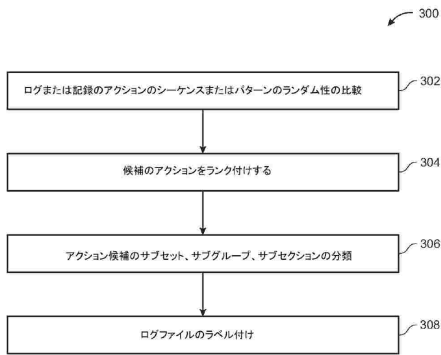 300
ログまたは記録のアクションのシーケンスまたはパターンのランダム性の比較
302
候補のアクションをランク付けする
304
アクション候補のサブセット、サブグループ、サブセクションの分類
306
ログファイルのラベル付け
308